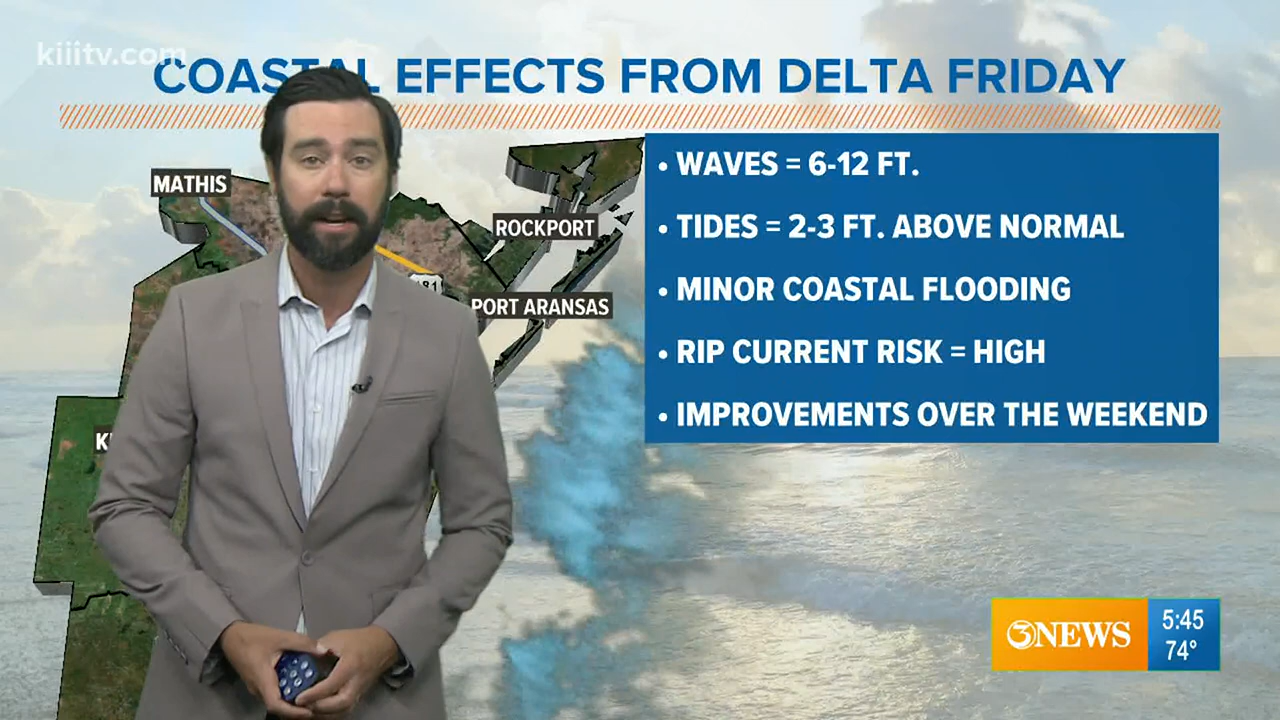 kiiitv.com
COASTAL EFFECTS FROM DELTA FRIDAY
MATHIS
ROCKPORT
181
PORT ARANSAS
K
• WAVES = 6-12 FT.
• TIDES = 2-3 FT. ABOVE NORMAL
• MINOR COASTAL FLOODING
• RIP CURRENT RISK = HIGH
• IMPROVEMENTS OVER THE WEEKEND
3NEWS
5:45
74°